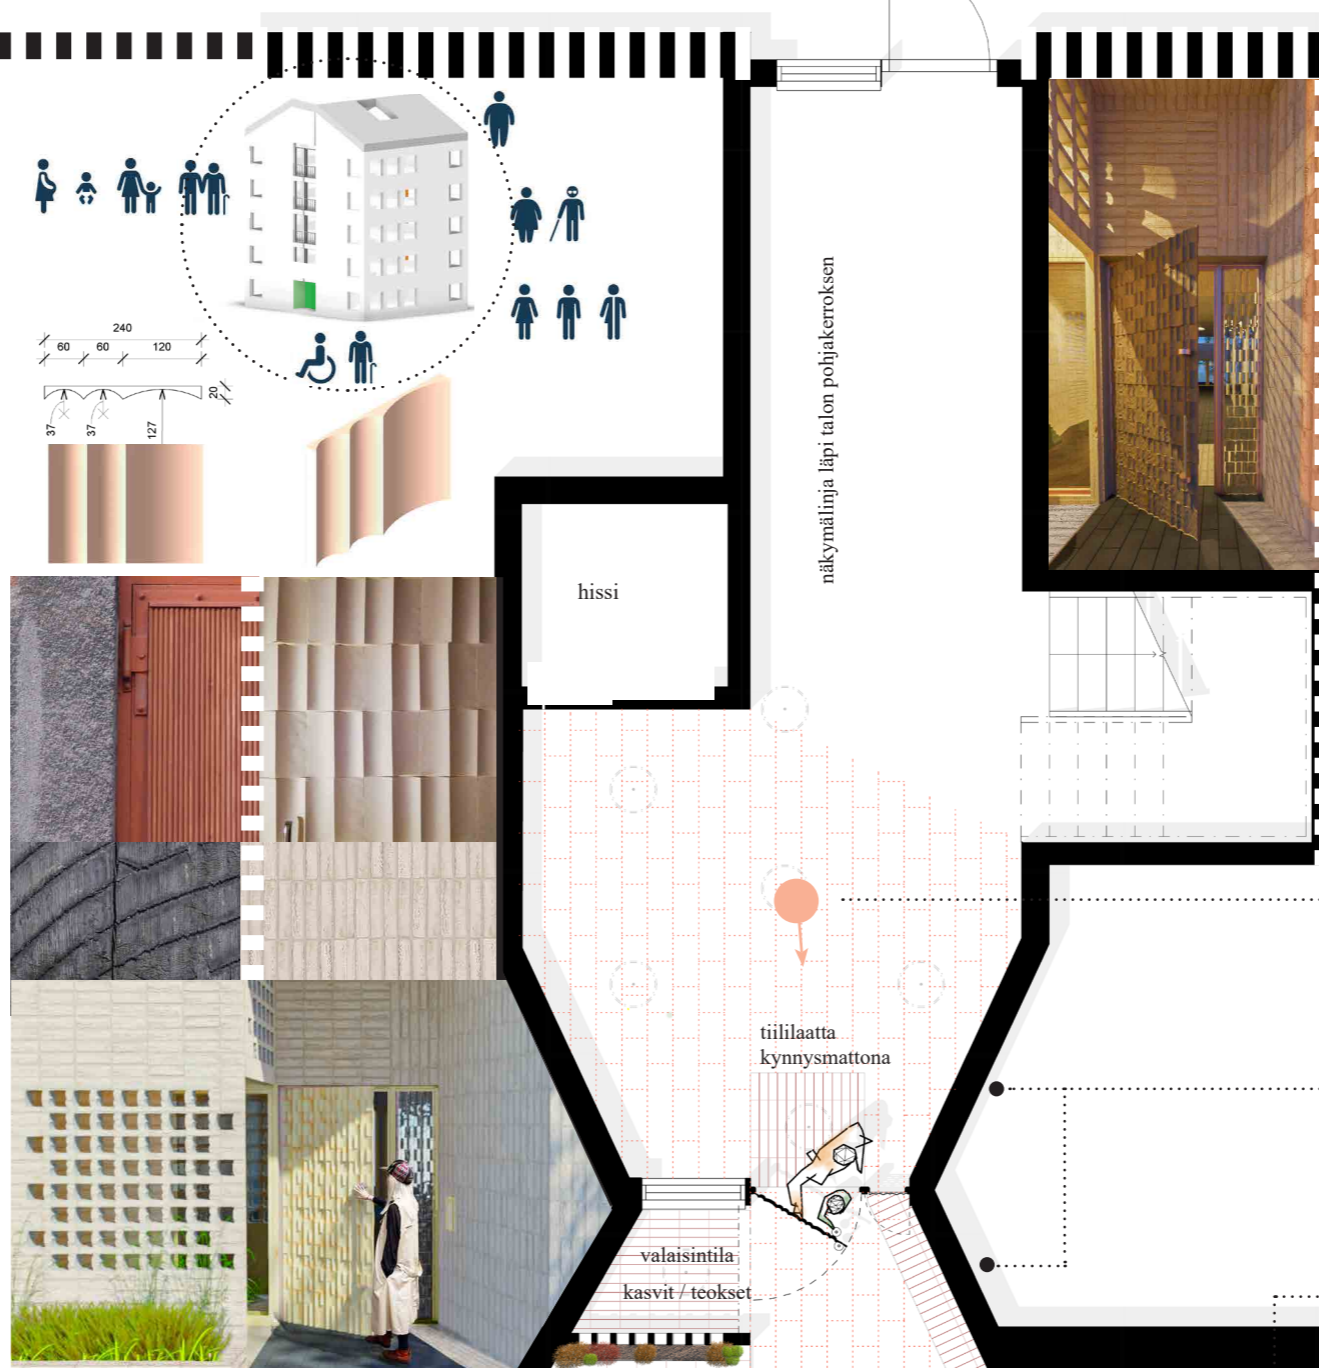 240
60 60 120
20
37 37 127
näkymälinja läpi talon pohjakerroksen
hissi
tiililaatta
kynnysmattona
valaisintila
kasvit / teokset